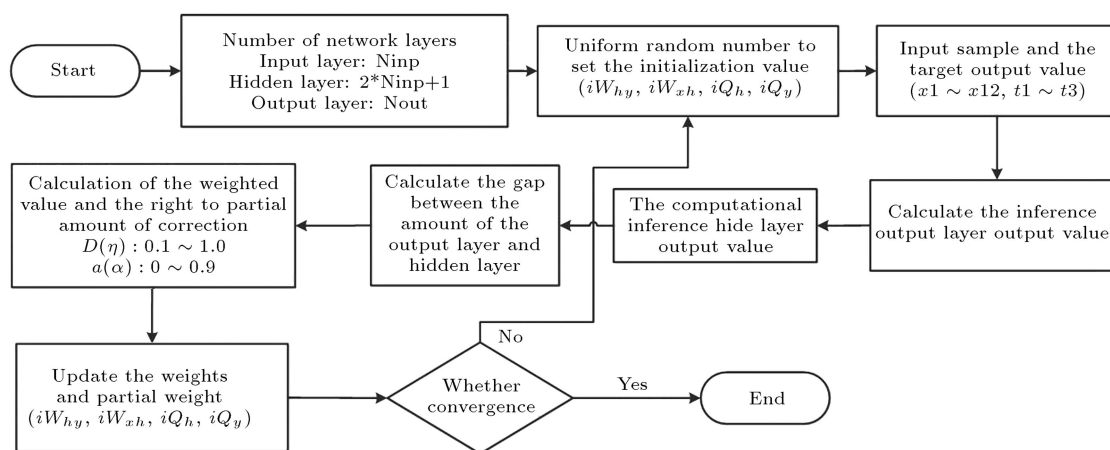 Start
Number of network layers
Input layer: Ninp
Hidden layer: 2*Ninp+1
Output layer: Nout
Uniform random number to
set the initialization value
(iW_hy, iW_xh, iQ_h, iQ_y)
Input sample and the
target output value
(x1 ~ x12, t1 ~ t3)
Calculate the inference
output layer output value
The computational
inference hide layer
output value
Calculate the gap
between the
amount of the
output layer and
hidden layer
Calculation of the weighted
value and the right to partial
amount of correction
D(η) : 0.1 ~ 1.0
a(α) : 0 ~ 0.9
Update the weights
and partial weight
(iW_hy, iW_xh, iQ_h, iQ_y)
Whether
convergence
No
Yes
End